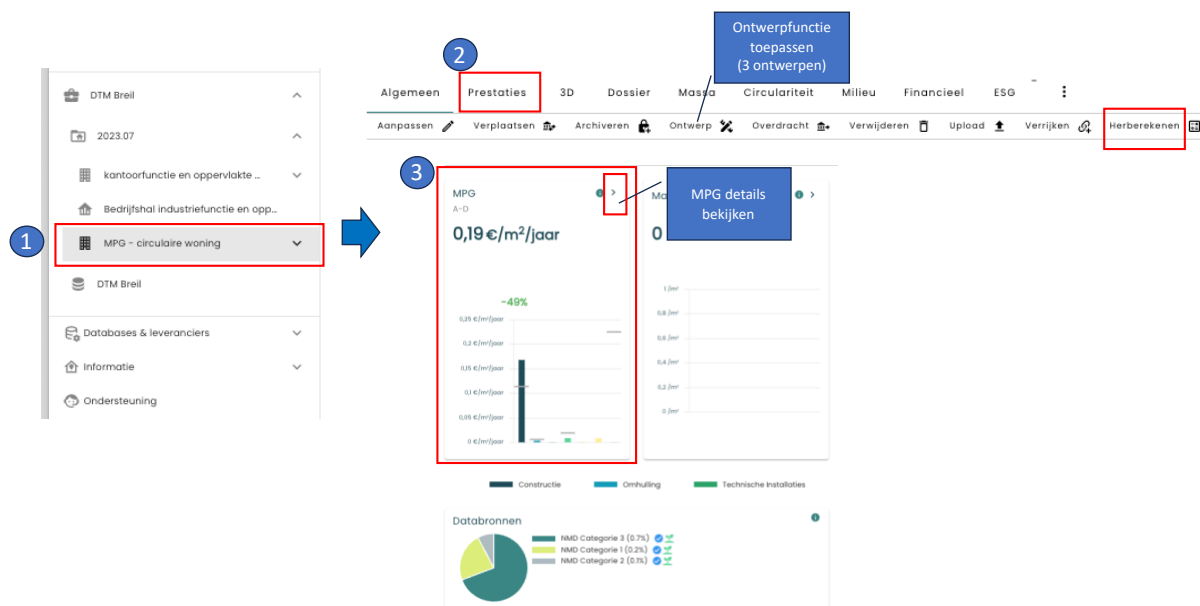 Ontwerpfunctie
toepassen
(3 ontwerpen)
2
DTM Breil
2023.07
kantoorfunctie en oppervlakte ...
Bedrijfshal industriefunctie en opp...
1
MPG - circulaire woning
DTM Breil
Databases & leveranciers
Informatie
Ondersteuning
Algemeen Prestaties 3D Dossier Massa Circulariteit Milieu Financieel ESG
Aanpassen Verplaatsen Archiveren Ontwerp Overdracht Verwijderen Upload Verrijken Herberekenen
3
MPG
A-D
0,19 €/m²/jaar
-49%
0,25 €/m²/jaar
0,2 €/m²/jaar
0,15 €/m²/jaar
0,1 €/m²/jaar
0,05 €/m²/jaar
0 €/m²/jaar
MPG details
bekijken
Ma
0
1 /m²
0,8 /m²
0,6 /m²
0,4 /m²
0,2 /m²
0 /m²
Constructie Omhulling Technische Installaties
Databronnen
NMD Categorie 3 (0.7%)
NMD Categorie 1 (0.2%)
NMD Categorie 2 (0.1%)